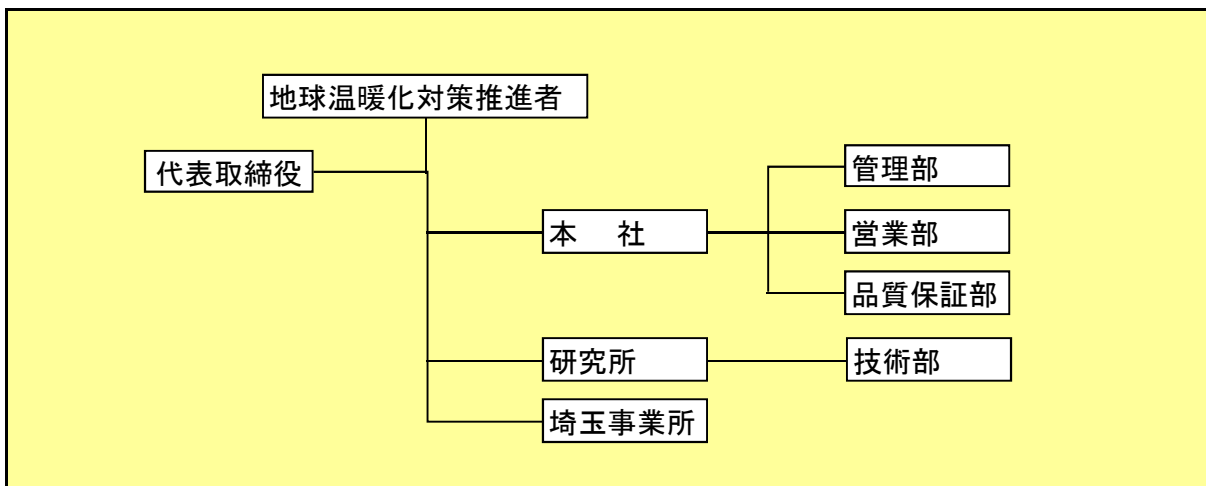 地球温暖化対策推進者
代表取締役
管理部
本　社
営業部
品質保証部
研究所
技術部
埼玉事業所